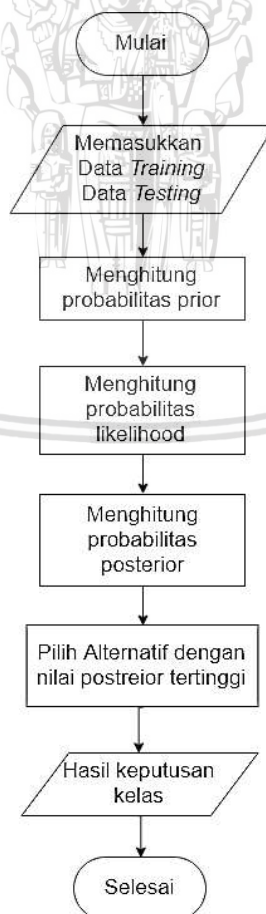 Mulai
Memasukkan
Data Training
Data Testing
Menghitung
probabilitas prior
Menghitung
probabilitas
likelihood
Menghitung
probabilitas
posterior
Pilih Alternatif dengan
nilai postreior tertinggi
Hasil keputusan
kelas
Selesai